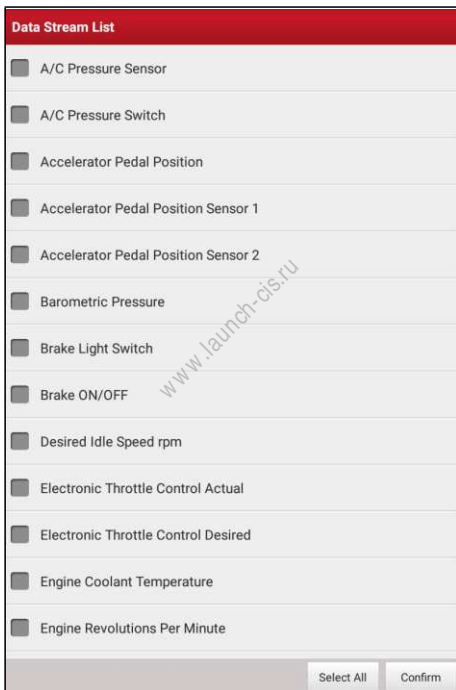 Data Stream List
A/C Pressure Sensor
A/C Pressure Switch
Accelerator Pedal Position
Accelerator Pedal Position Sensor 1
Accelerator Pedal Position Sensor 2
Barometric Pressure
Brake Light Switch
Brake ON/OFF
Desired Idle Speed rpm
Electronic Throttle Control Actual
Electronic Throttle Control Desired
Engine Coolant Temperature
Engine Revolutions Per Minute
Select All Confirm
www.launch-cis.ru